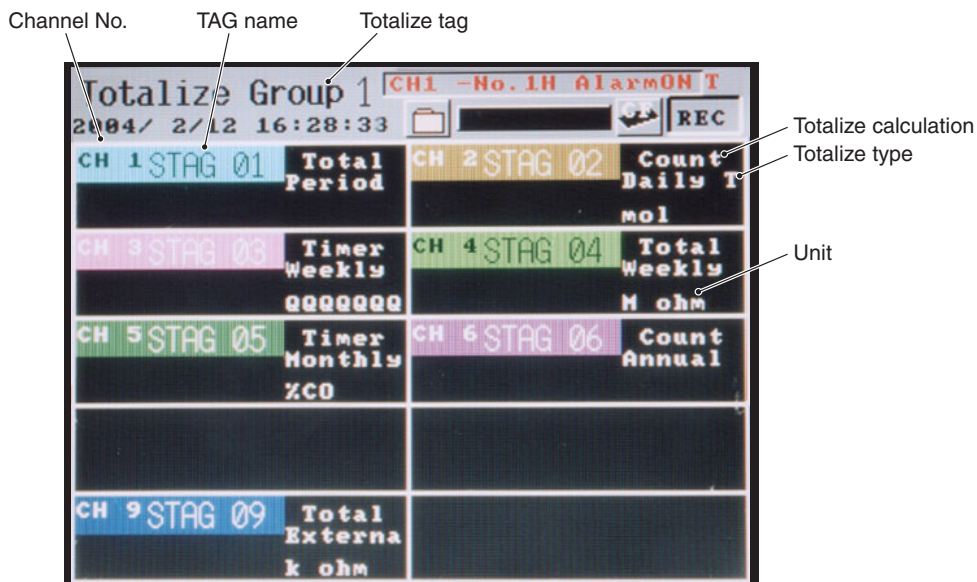 Channel No. TAG name Totalize tag
Totalize Group 1 CH1 -No.1H AlarmON T
2004/ 2/12 16:28:33 REC
Totalize calculation
Totalize type
CH 1 STAG 01 Total
Period
CH 2 STAG 02 Count
Daily T
mol
CH 3 STAG 03 Timer
Weekly
QQQQQQQ
CH 4 STAG 04 Total
Weekly
M ohm
Unit
CH 5 STAG 05 Timer
Monthly
%CO
CH 6 STAG 06 Count
Annual
CH 9 STAG 09 Total
Externa
k ohm